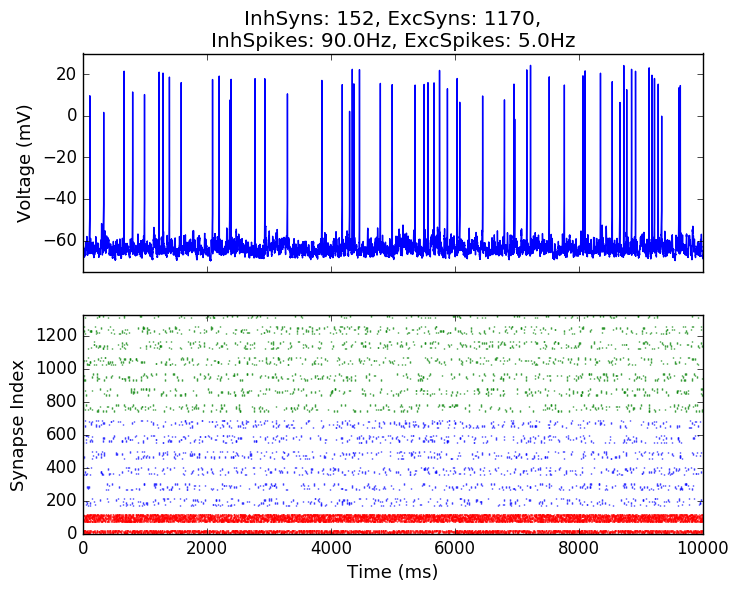 InhSyns: 152, ExcSyns: 1170,
InhSpikes: 90.0Hz, ExcSpikes: 5.0Hz
Voltage (mV)
20
0
−20
−40
−60
Synapse Index
1200
1000
800
600
400
200
0
0 2000 4000 6000 8000 10000
Time (ms)